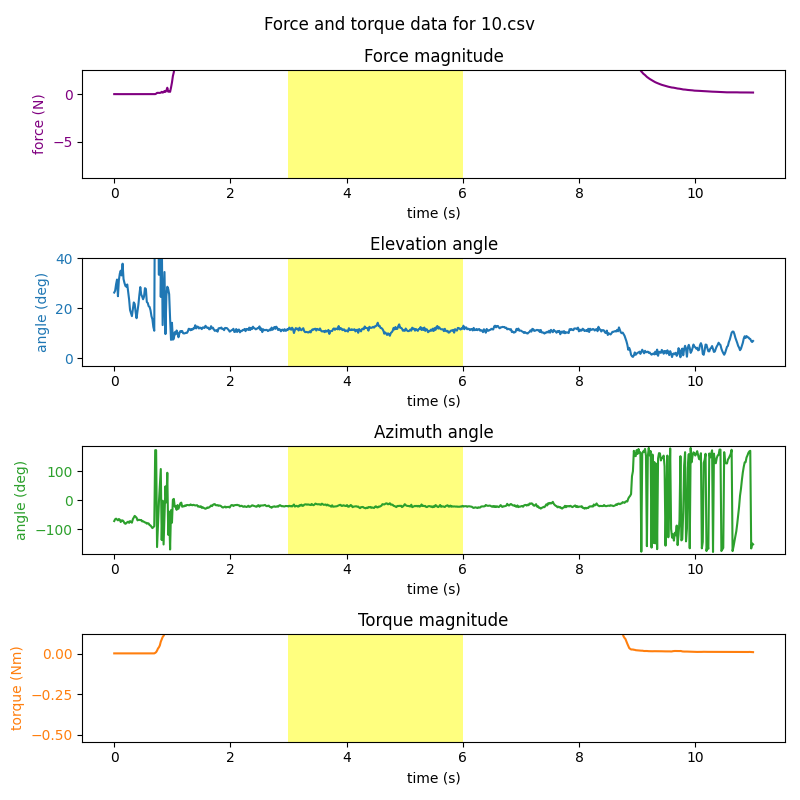 Force and torque data for 10.csv
Force magnitude
0
−5
force (N)
0 2 4 6 8 10
time (s)
Elevation angle
40
20
0
angle (deg)
0 2 4 6 8 10
time (s)
Azimuth angle
100
0
−100
angle (deg)
0 2 4 6 8 10
time (s)
Torque magnitude
0.00
−0.25
−0.50
torque (Nm)
0 2 4 6 8 10
time (s)